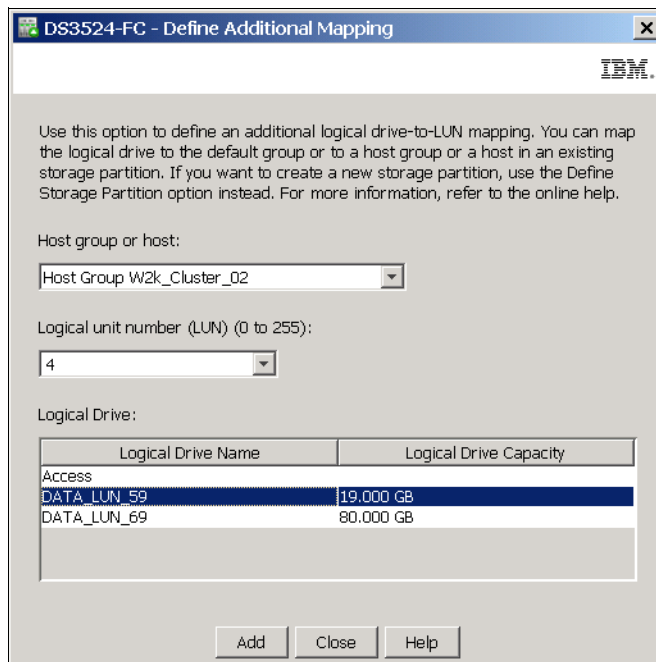 DS3524-FC - Define Additional Mapping
IBM.
Use this option to define an additional logical drive-to-LUN mapping. You can map
the logical drive to the default group or to a host group or a host in an existing
storage partition. If you want to create a new storage partition, use the Define
Storage Partition option instead. For more information, refer to the online help.
Host group or host:
Host Group W2k_Cluster_02
Logical unit number (LUN) (0 to 255):
4
Logical Drive:
Logical Drive Name Logical Drive Capacity
Access
DATA_LUN_59 19.000 GB
DATA_LUN_69 80.000 GB
Add Close Help